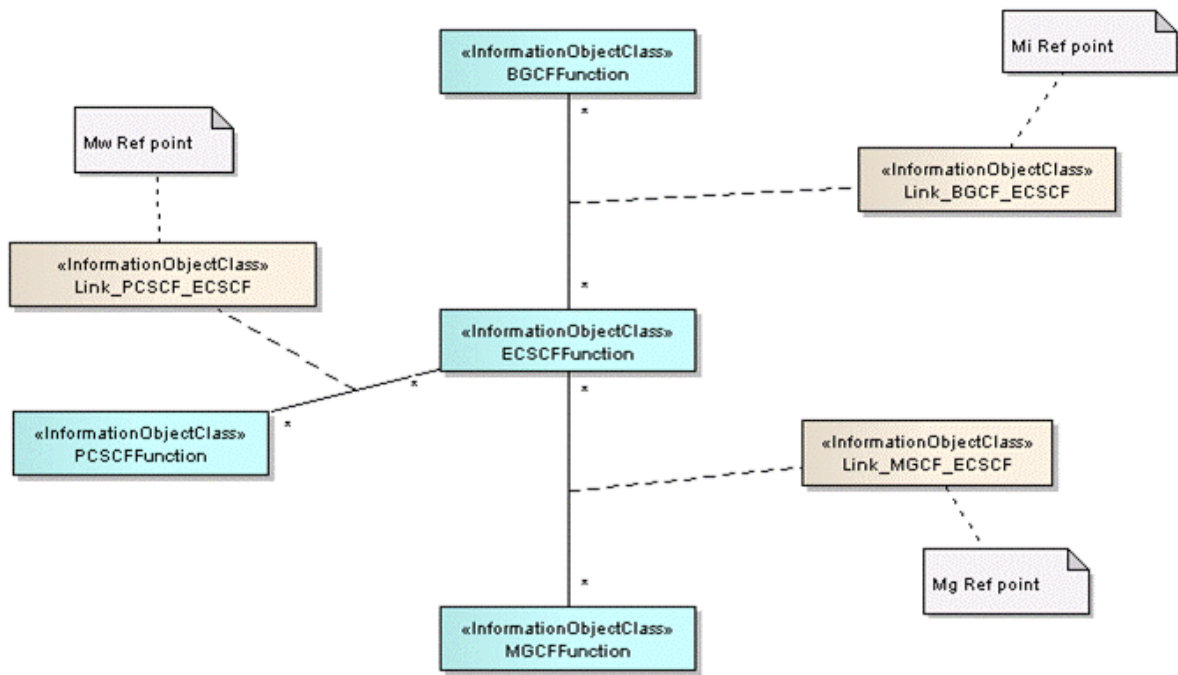 «InformationObjectClass»
BGCFFunction
Mi Ref point
*
Mw Ref point
«InformationObjectClass»
Link_BGCF_ECSCF
«InformationObjectClass»
Link_PCSCF_ECSCF
*
«InformationObjectClass»
ECSCFFunction
*
*
*
«InformationObjectClass»
PCSCFFunction
«InformationObjectClass»
Link_MGCF_ECSCF
*
Mg Ref point
«InformationObjectClass»
MGCFFunction